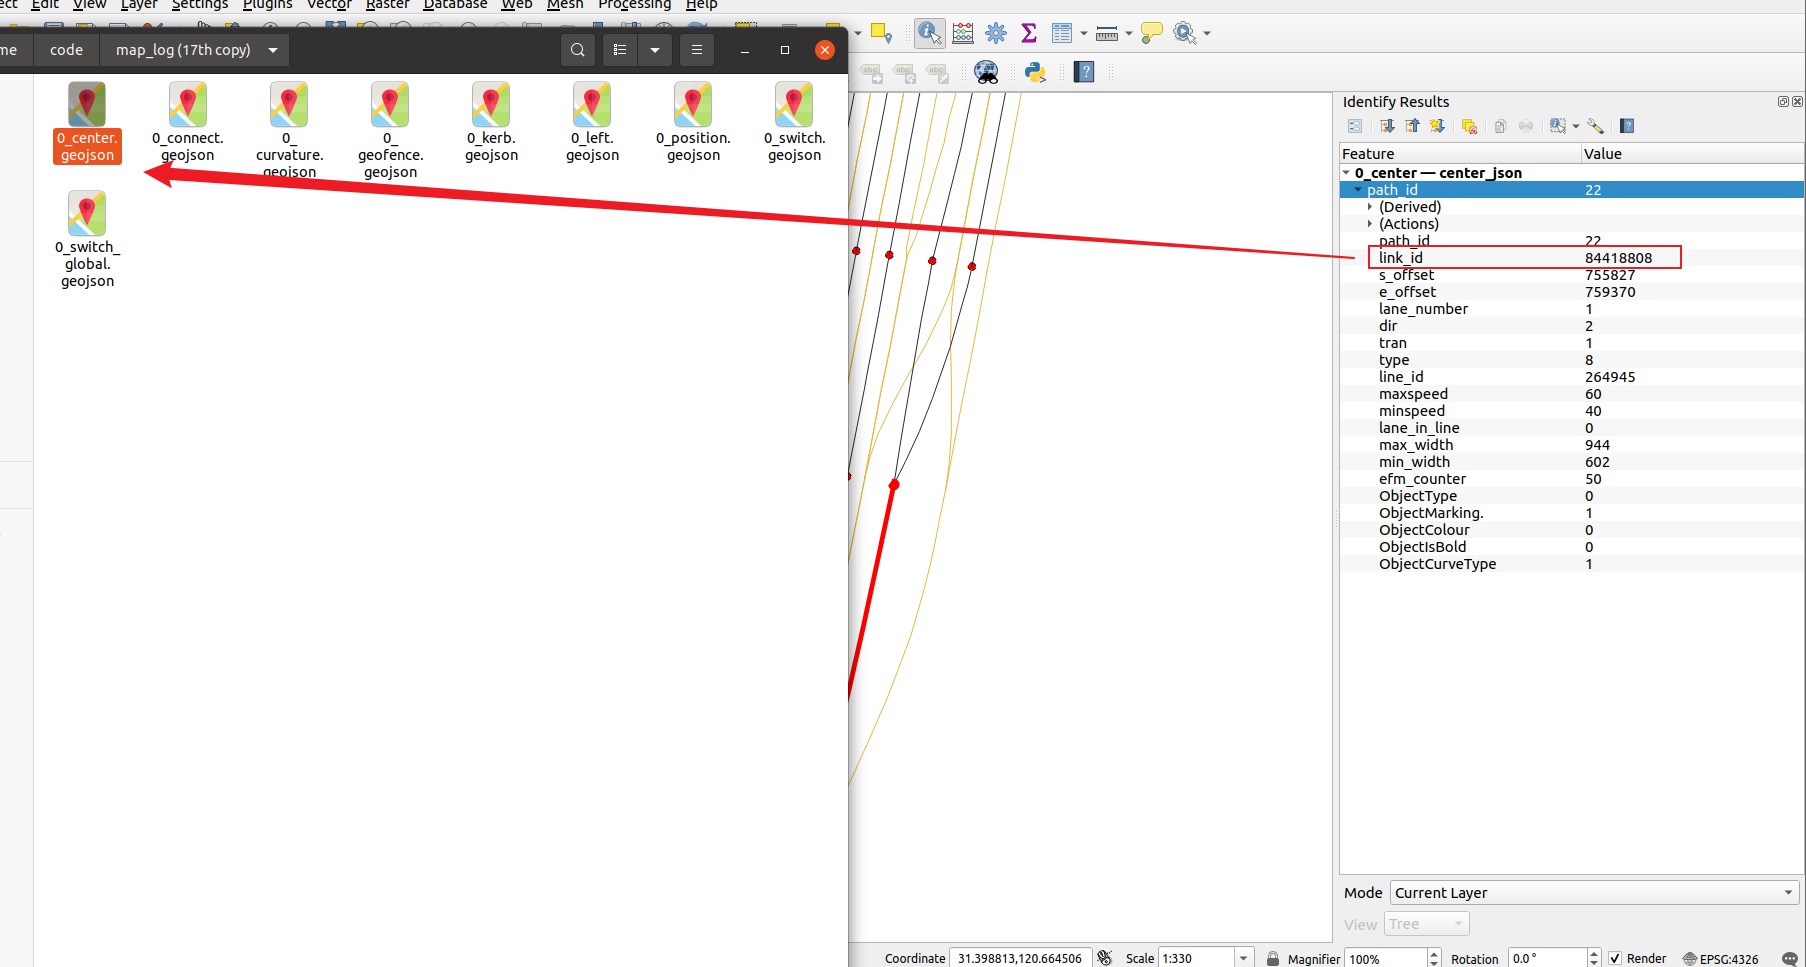 Edit View Layer Settings Plugins Vector Raster Database Web Mesh Processing Help
me code map_log (17th copy)
0_center.
geojson
0_connect.
geojson
0_
curvature.
geojson
0_
geofence.
geojson
0_kerb.
geojson
0_left.
geojson
0_position.
geojson
0_switch.
geojson
0_switch_
global.
geojson
abc abc abc
Identify Results
Feature Value
0_center — center_json
path_id 22
(Derived)
(Actions)
path_id 22
link_id 84418808
s_offset 755827
e_offset 759370
lane_number 1
dir 2
tran 1
type 8
line_id 264945
maxspeed 60
minspeed 40
lane_in_line 0
max_width 944
min_width 602
efm_counter 50
ObjectType 0
ObjectMarking. 1
ObjectColour 0
ObjectIsBold 0
ObjectCurveType 1
Mode Current Layer
View Tree
Coordinate 31.398813,120.664506 Scale 1:330 Magnifier 100% Rotation 0.0 ° Render EPSG:4326